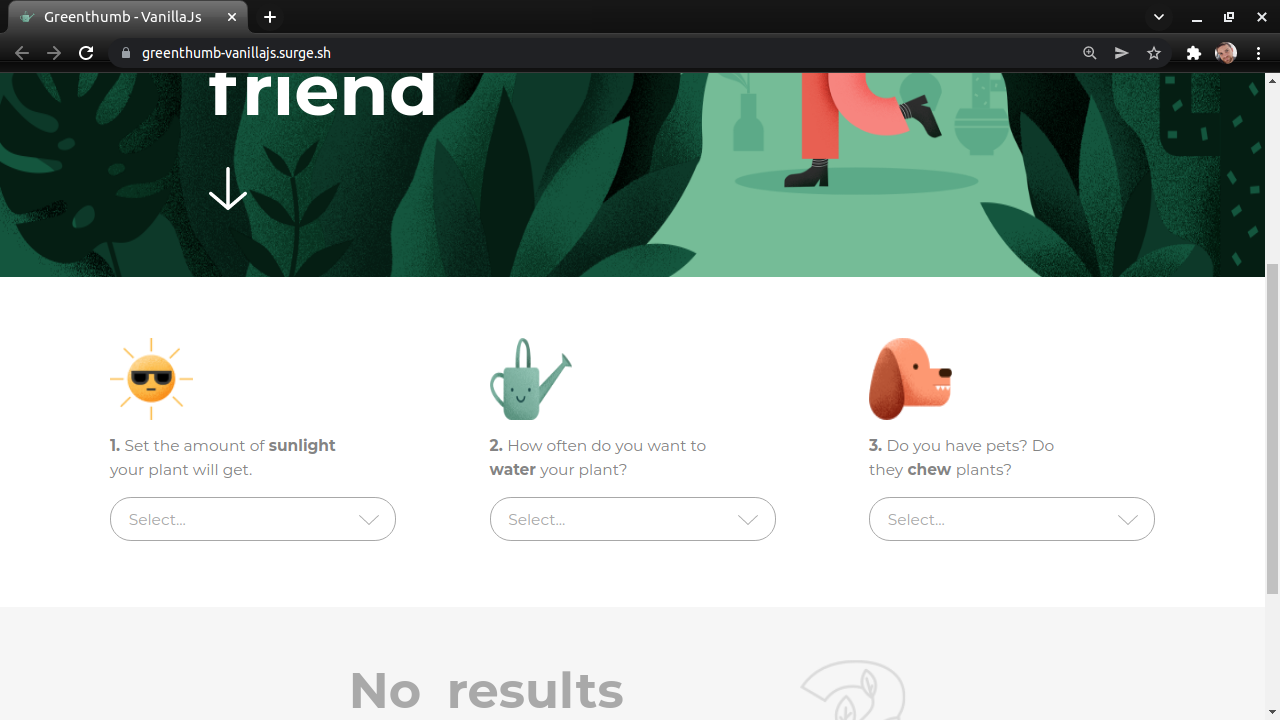 Greenthumb - VanillaJs
greenthumb-vanillajs.surge.sh
friend
1. Set the amount of sunlight
your plant will get.
Select...
2. How often do you want to
water your plant?
Select...
3. Do you have pets? Do
they chew plants?
Select...
No results